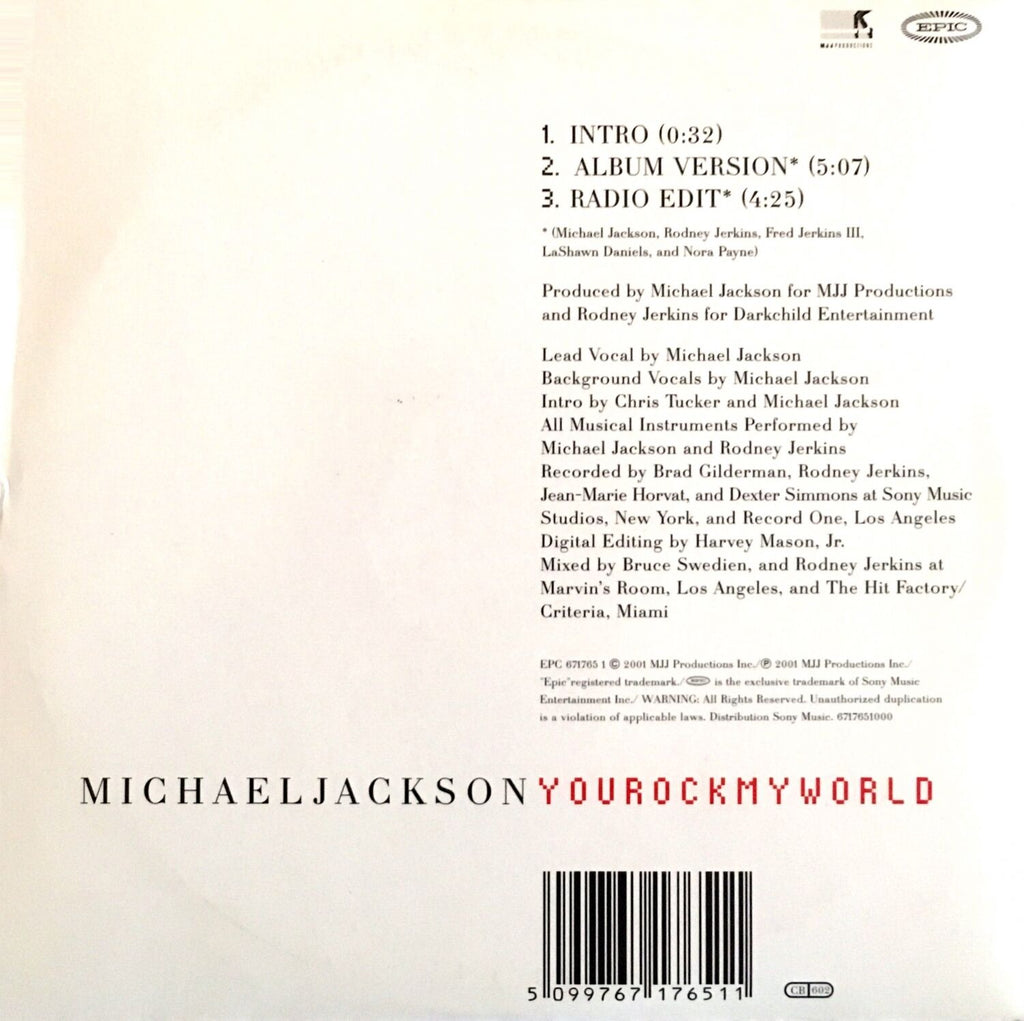 MJJ PRODUCTIONS
EPIC
1. INTRO (0:32)
2. ALBUM VERSION* (5:07)
3. RADIO EDIT* (4:25)
* (Michael Jackson, Rodney Jerkins, Fred Jerkins III,
LaShawn Daniels, and Nora Payne)
Produced by Michael Jackson for MJJ Productions
and Rodney Jerkins for Darkchild Entertainment
Lead Vocal by Michael Jackson
Background Vocals by Michael Jackson
Intro by Chris Tucker and Michael Jackson
All Musical Instruments Performed by
Michael Jackson and Rodney Jerkins
Recorded by Brad Gilderman, Rodney Jerkins,
Jean-Marie Horvat, and Dexter Simmons at Sony Music
Studios, New York, and Record One, Los Angeles
Digital Editing by Harvey Mason, Jr.
Mixed by Bruce Swedien, and Rodney Jerkins at
Marvin's Room, Los Angeles, and The Hit Factory/
Criteria, Miami
EPC 671765 1 © 2001 MJJ Productions Inc./℗ 2001 MJJ Productions Inc./
"Epic"registered trademark./EPIC is the exclusive trademark of Sony Music
Entertainment Inc./ WARNING: All Rights Reserved. Unauthorized duplication
is a violation of applicable laws. Distribution Sony Music. 6717651000
MICHAELJACKSONYOUROCKMYWORLD
5 099767 176511
CB 602